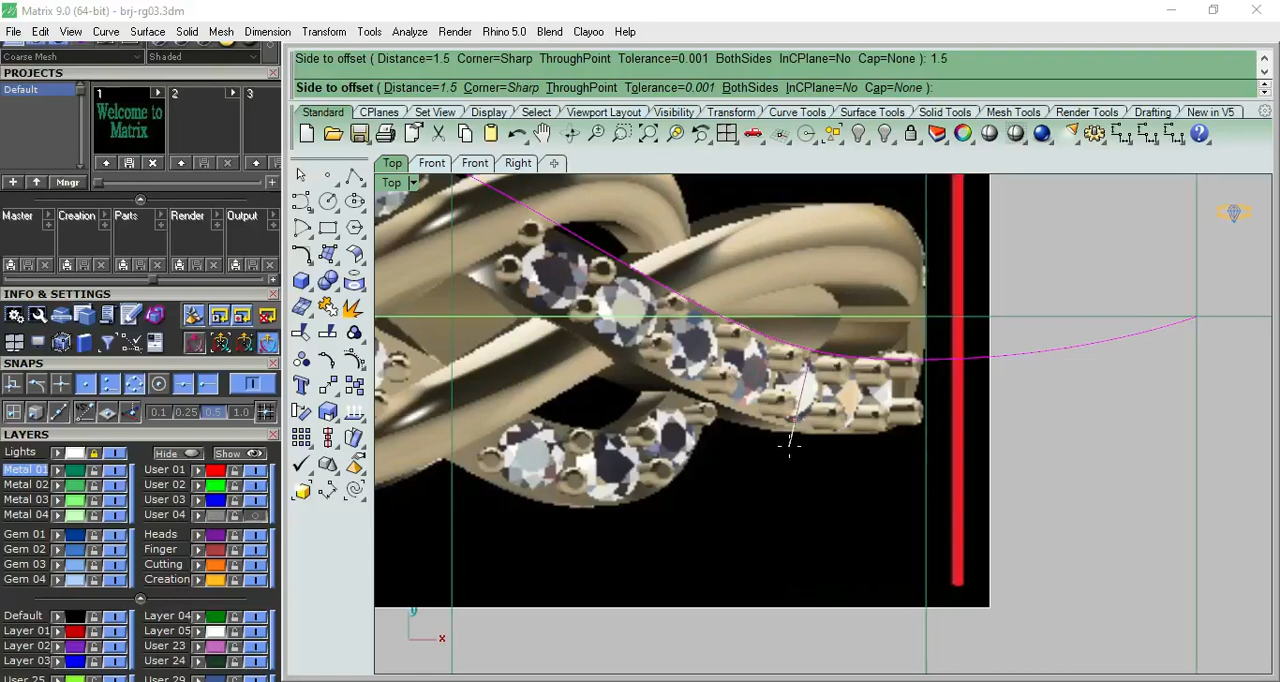 Matrix 9.0 (64-bit) - brj-rg03.3dm
File Edit View Curve Surface Solid Mesh Dimension Transform Tools Analyze Render Rhino 5.0 Blend Clayoo Help
Coarse Mesh Shaded
Side to offset ( Distance=1.5 Corner=Sharp ThroughPoint Tolerance=0.001 BothSides InCPlane=No Cap=None ): 1.5
Side to offset ( Distance=1.5 Corner=Sharp ThroughPoint Tolerance=0.001 BothSides InCPlane=No Cap=None ):
PROJECTS
Default
1 2 3
Welcome to
Matrix
Mngr
Standard CPlanes Set View Display Select Viewport Layout Visibility Transform Curve Tools Surface Tools Solid Tools Mesh Tools Render Tools Drafting New in V5
Top Front Front Right
Top
Master Creation Parts Render Output
INFO & SETTINGS
SNAPS
0.1 0.25 0.5 1.0
LAYERS
Lights Hide Show
Metal 01 User 01
Metal 02 User 02
Metal 03 User 03
Metal 04 User 04
Gem 01 Heads
Gem 02 Finger
Gem 03 Cutting
Gem 04 Creation
Default Layer 04
Layer 01 Layer 05
Layer 02 User 23
Layer 03 User 24
User 25 User 29
y
x